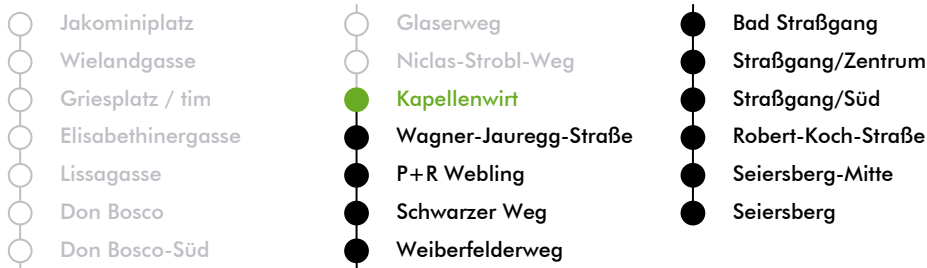 Jakominiplatz
Wielandgasse
Griesplatz / tim
Elisabethinergasse
Lissagasse
Don Bosco
Don Bosco-Süd
Glaserweg
Niclas-Strobl-Weg
Kapellenwirt
Wagner-Jauregg-Straße
P+R Webling
Schwarzer Weg
Weiberfelderweg
Bad Straßgang
Straßgang/Zentrum
Straßgang/Süd
Robert-Koch-Straße
Seiersberg-Mitte
Seiersberg